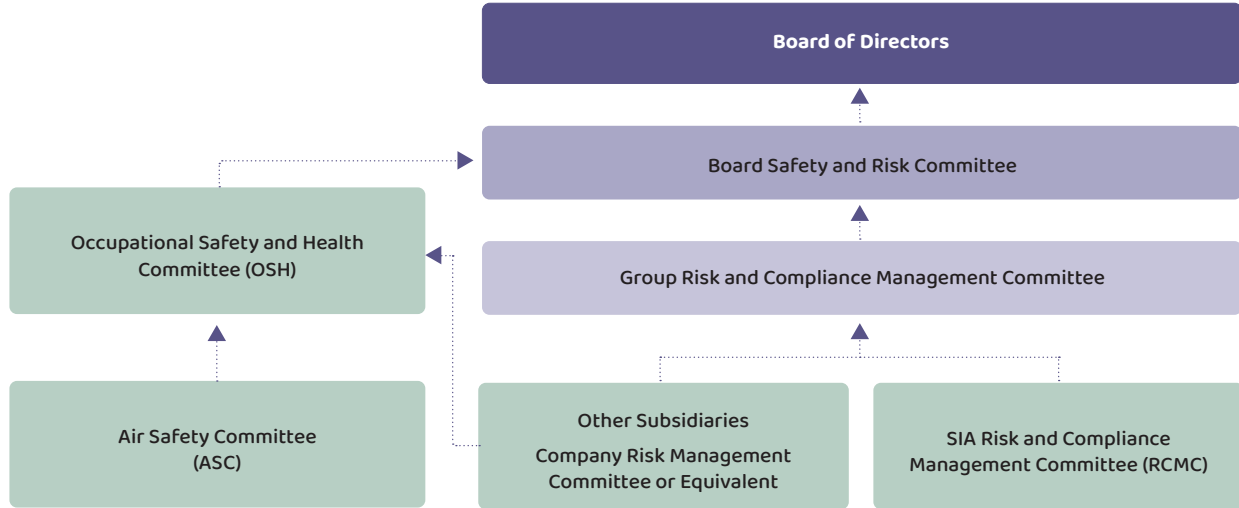 Board of Directors
Board Safety and Risk Committee
Occupational Safety and Health
Committee (OSH)
Group Risk and Compliance Management Committee
Air Safety Committee
(ASC)
Other Subsidiaries
Company Risk Management
Committee or Equivalent
SIA Risk and Compliance
Management Committee (RCMC)